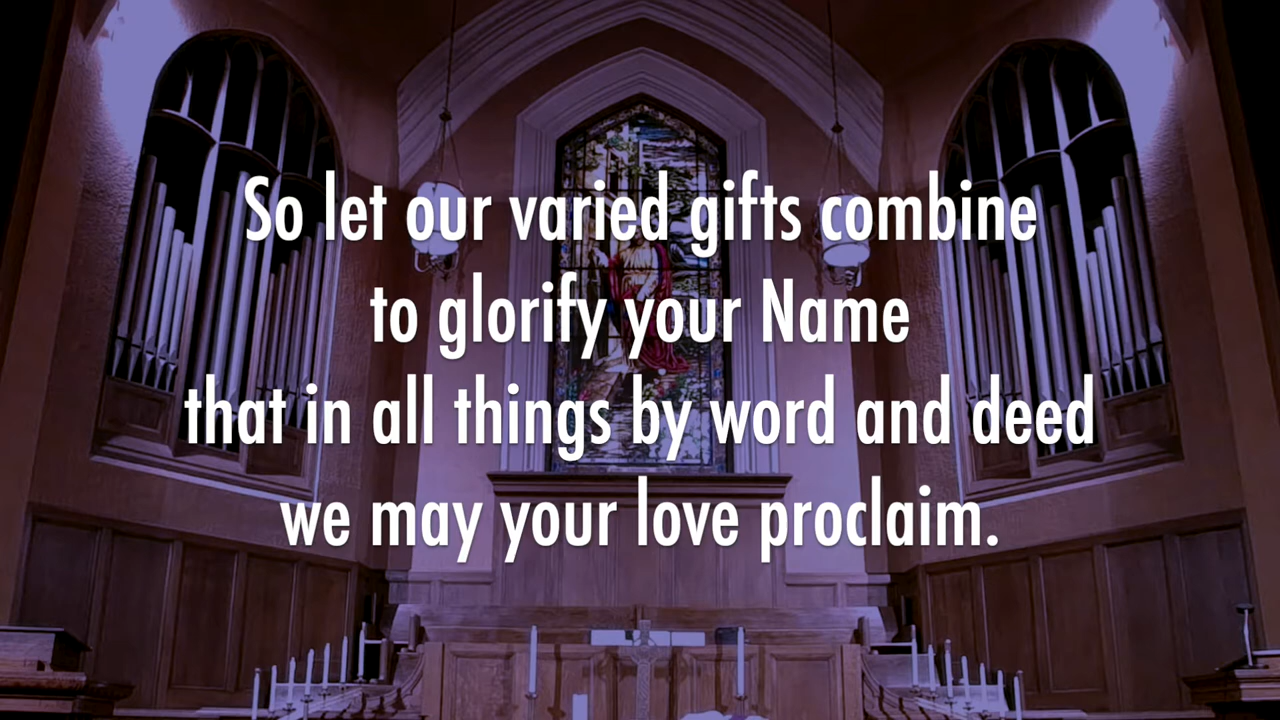 So let our varied gifts combine
to glorify your Name
that in all things by word and deed
we may your love proclaim.